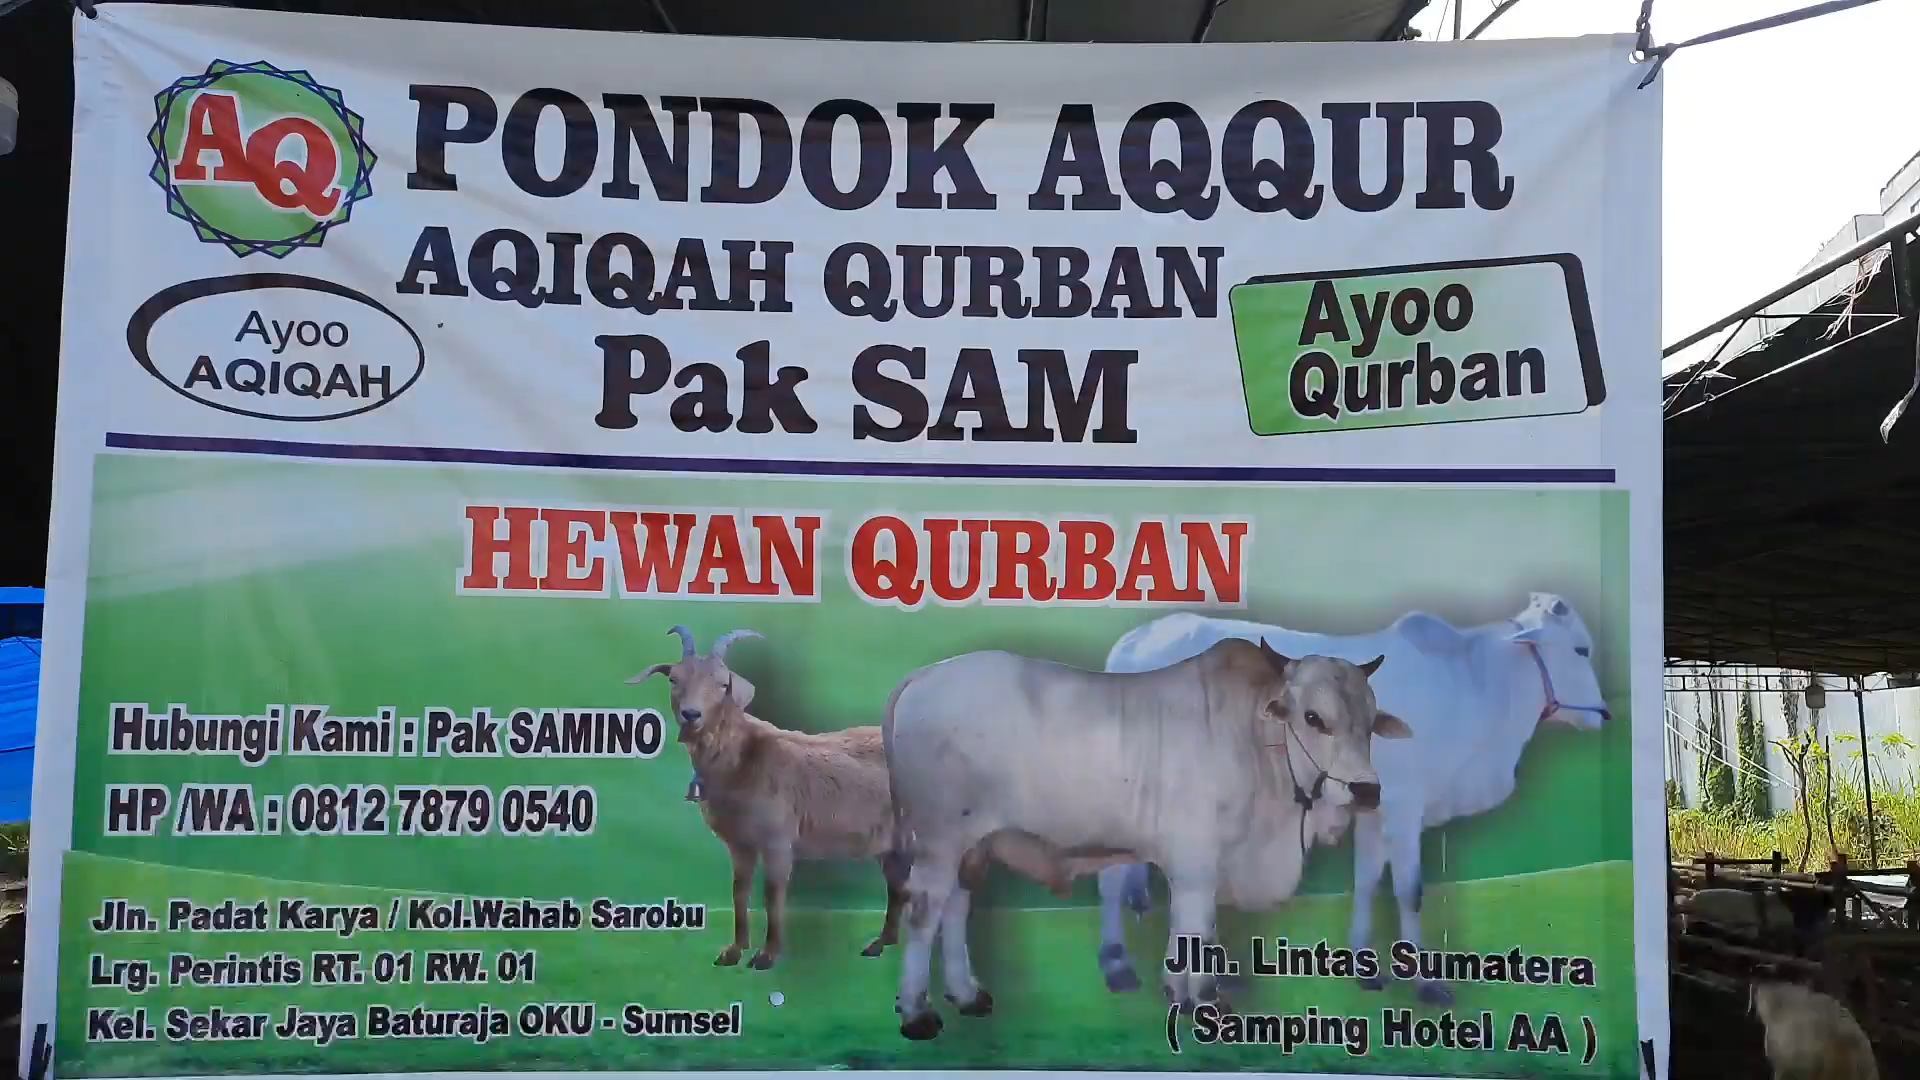 AQ
PONDOK AQQUR
AQIQAH QURBAN
Pak SAM
Ayoo
AQIQAH
Ayoo
Qurban
HEWAN QURBAN
Hubungi Kami : Pak SAMINO
HP /WA : 0812 7879 0540
Jln. Padat Karya / Kol.Wahab Sarobu
Lrg. Perintis RT. 01 RW. 01
Kel. Sekar Jaya Baturaja OKU - Sumsel
Jln. Lintas Sumatera
( Samping Hotel AA )